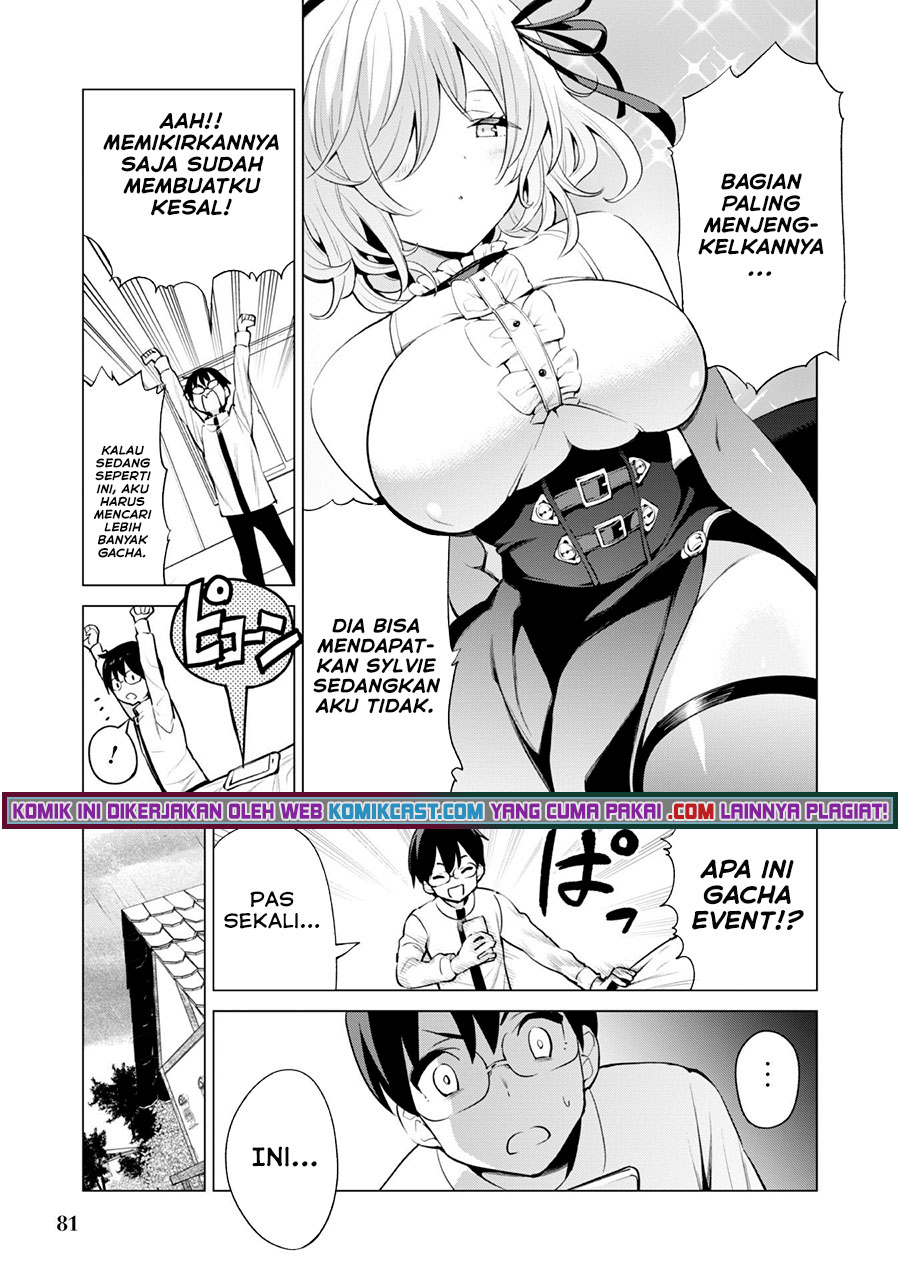 BAGIAN
PALING
MENJENG-
KELKANNYA
...
DIA BISA
MENDAPAT-
KAN SYLVIE
SEDANGKAN
AKU TIDAK.
AAH!!
MEMIKIRKANNYA
SAJA SUDAH
MEMBUATKU
KESAL!
KALAU
SEDANG
SEPERTI
INI, AKU
HARUS
MENCARI
LEBIH
BANYAK
GACHA.
ピコーン
!
KOMIK INI DIKERJAKAN OLEH WEB KOMIKCAST.COM YANG CUMA PAKAI .COM LAINNYA PLAGIAT!
APA INI
GACHA
EVENT!?
ぱっ
PAS
SEKALI...
...
INI...
81